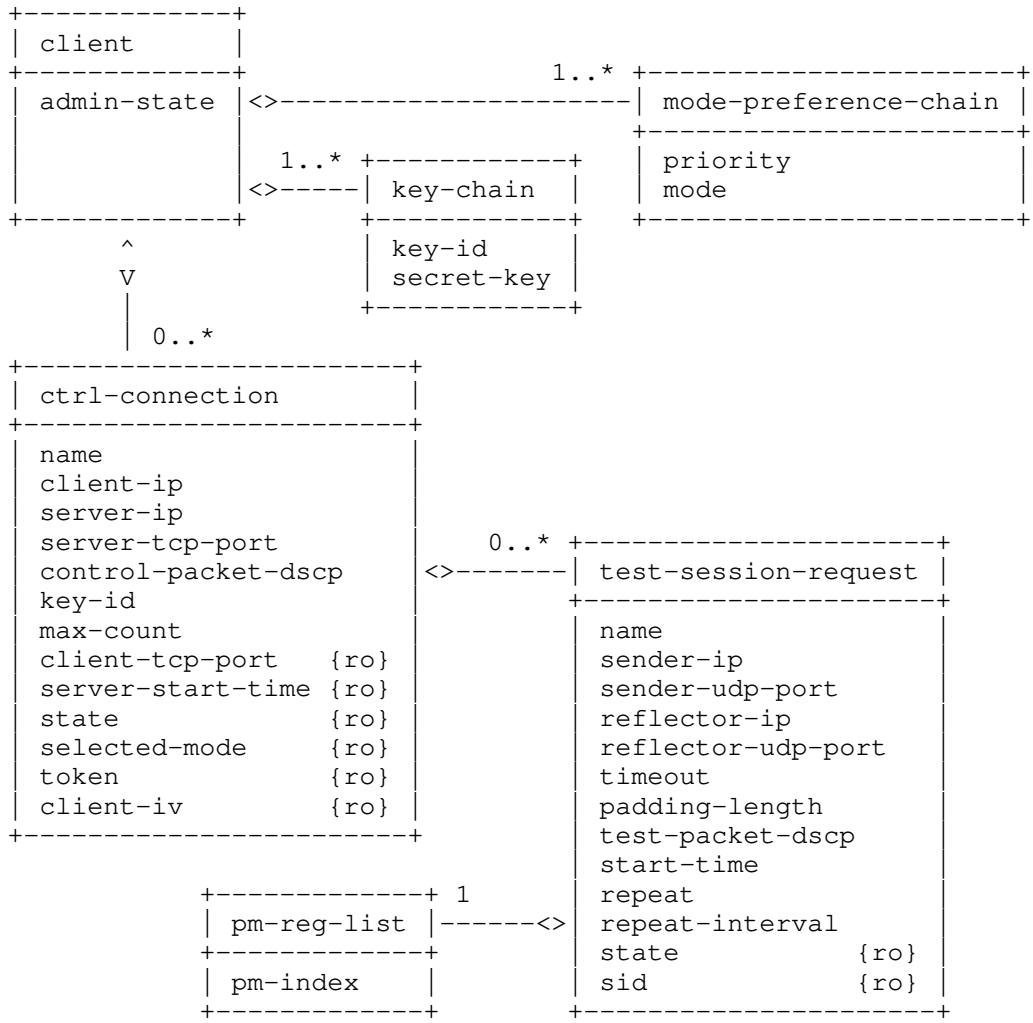 client
1..*
admin-state <> mode-preference-chain
1..* priority
<> key-chain mode
key-id
secret-key
0..*
ctrl-connection
name
client-ip
server-ip
server-tcp-port 0..*
control-packet-dscp <> test-session-request
key-id
max-count name
client-tcp-port {ro} sender-ip
server-start-time {ro} sender-udp-port
state {ro} reflector-ip
selected-mode {ro} reflector-udp-port
token {ro} timeout
client-iv {ro} padding-length
test-packet-dscp
start-time
1 repeat
pm-reg-list <> repeat-interval
state {ro}
pm-index sid {ro}